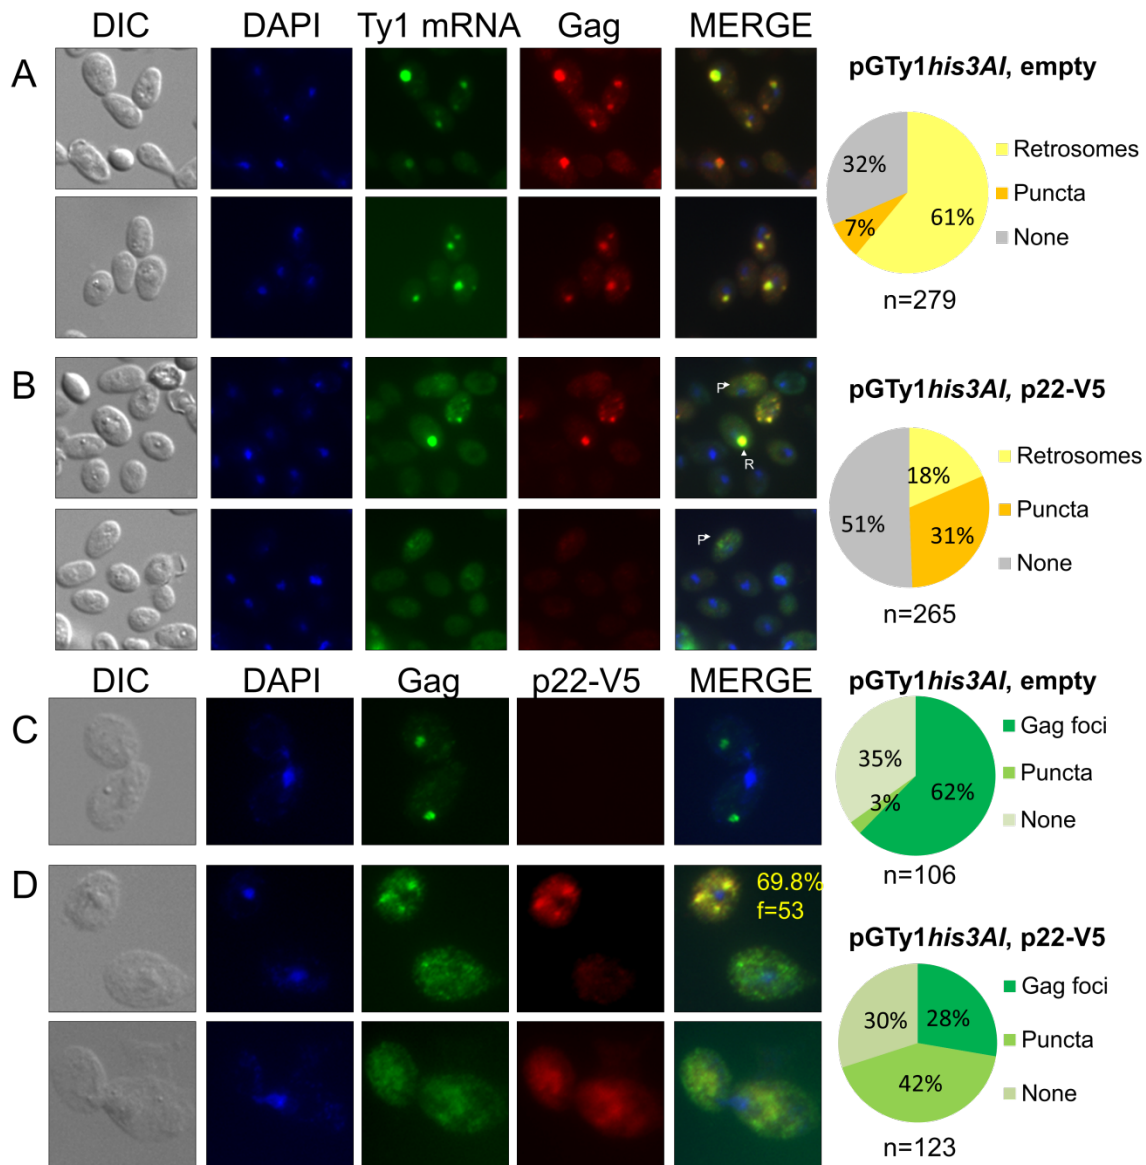 DIC DAPI Ty1 mRNA Gag MERGE
A
pGTy1his3AI, empty
32%
7%
61%
Retrosomes
Puncta
None
n=279
B
P
R
P
pGTy1his3AI, p22-V5
18%
51%
31%
Retrosomes
Puncta
None
n=265
DIC DAPI Gag p22-V5 MERGE
C
pGTy1his3AI, empty
35%
3%
62%
Gag foci
Puncta
None
n=106
D
69.8%
f=53
pGTy1his3AI, p22-V5
30%
28%
42%
Gag foci
Puncta
None
n=123